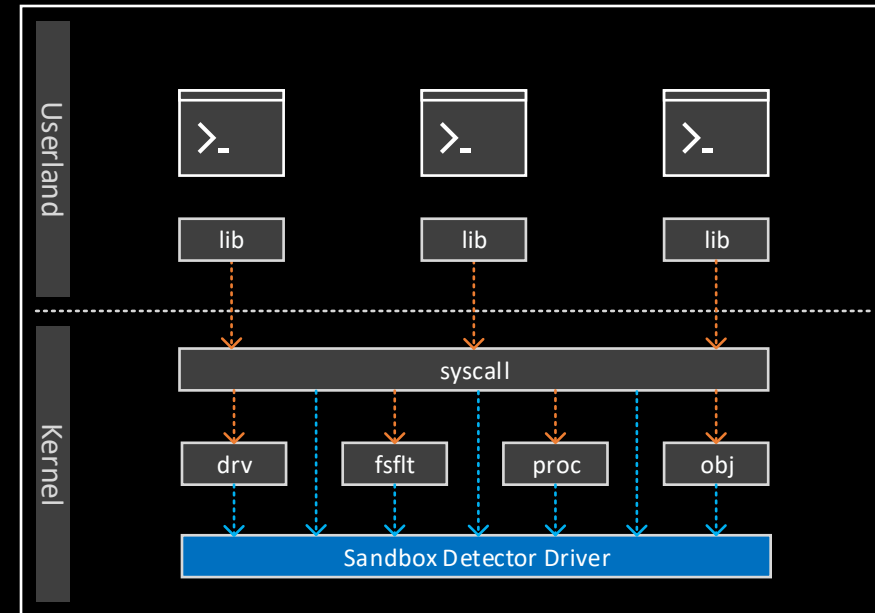 Userland
>_
>_
>_
lib
lib
lib
Kernel
syscall
drv
fsflt
proc
obj
Sandbox Detector Driver